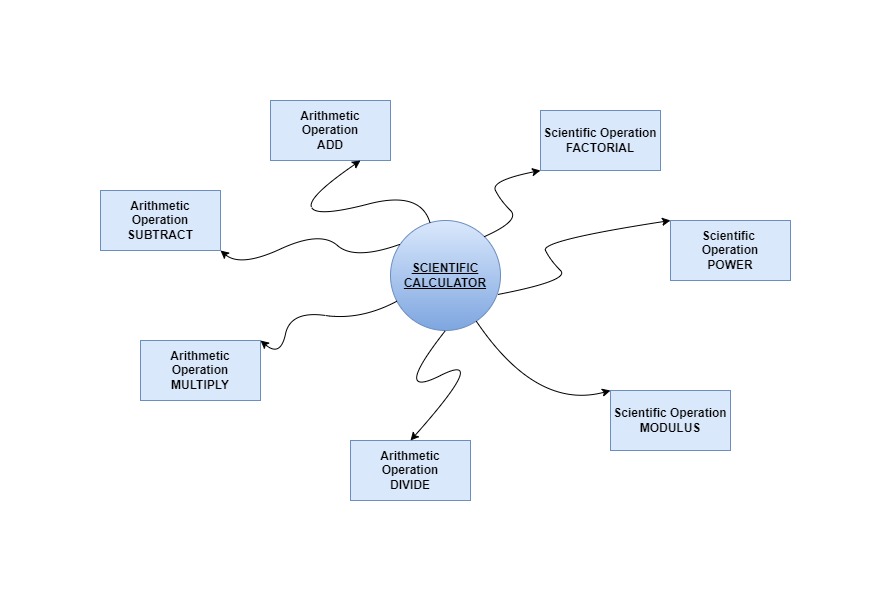 Arithmetic
Operation
ADD
Scientific Operation
FACTORIAL
Arithmetic
Operation
SUBTRACT
Scientific
Operation
POWER
SCIENTIFIC
CALCULATOR
Arithmetic
Operation
MULTIPLY
Scientific Operation
MODULUS
Arithmetic
Operation
DIVIDE